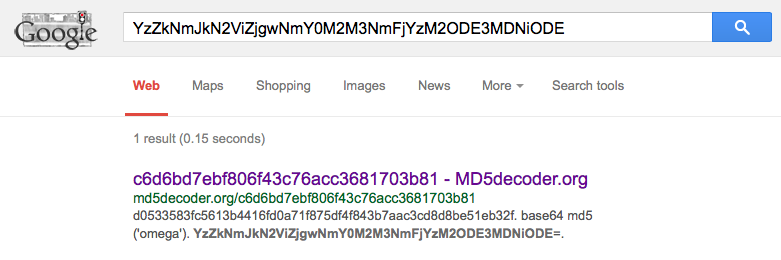 Google
YzZkNmJkN2ViZjgwNmY0M2M3NmFjYzM2ODE3MDNiODE
Web Maps Shopping Images News More Search tools
1 result (0.15 seconds)
c6d6bd7ebf806f43c76acc3681703b81 - MD5decoder.org
md5decoder.org/c6d6bd7ebf806f43c76acc3681703b81
d0533583fc5613b4416fd0a71f875df4f843b7aac3cd8d8be51eb32f. base64 md5
('omega'). YzZkNmJkN2ViZjgwNmY0M2M3NmFjYzM2ODE3MDNiODE=.